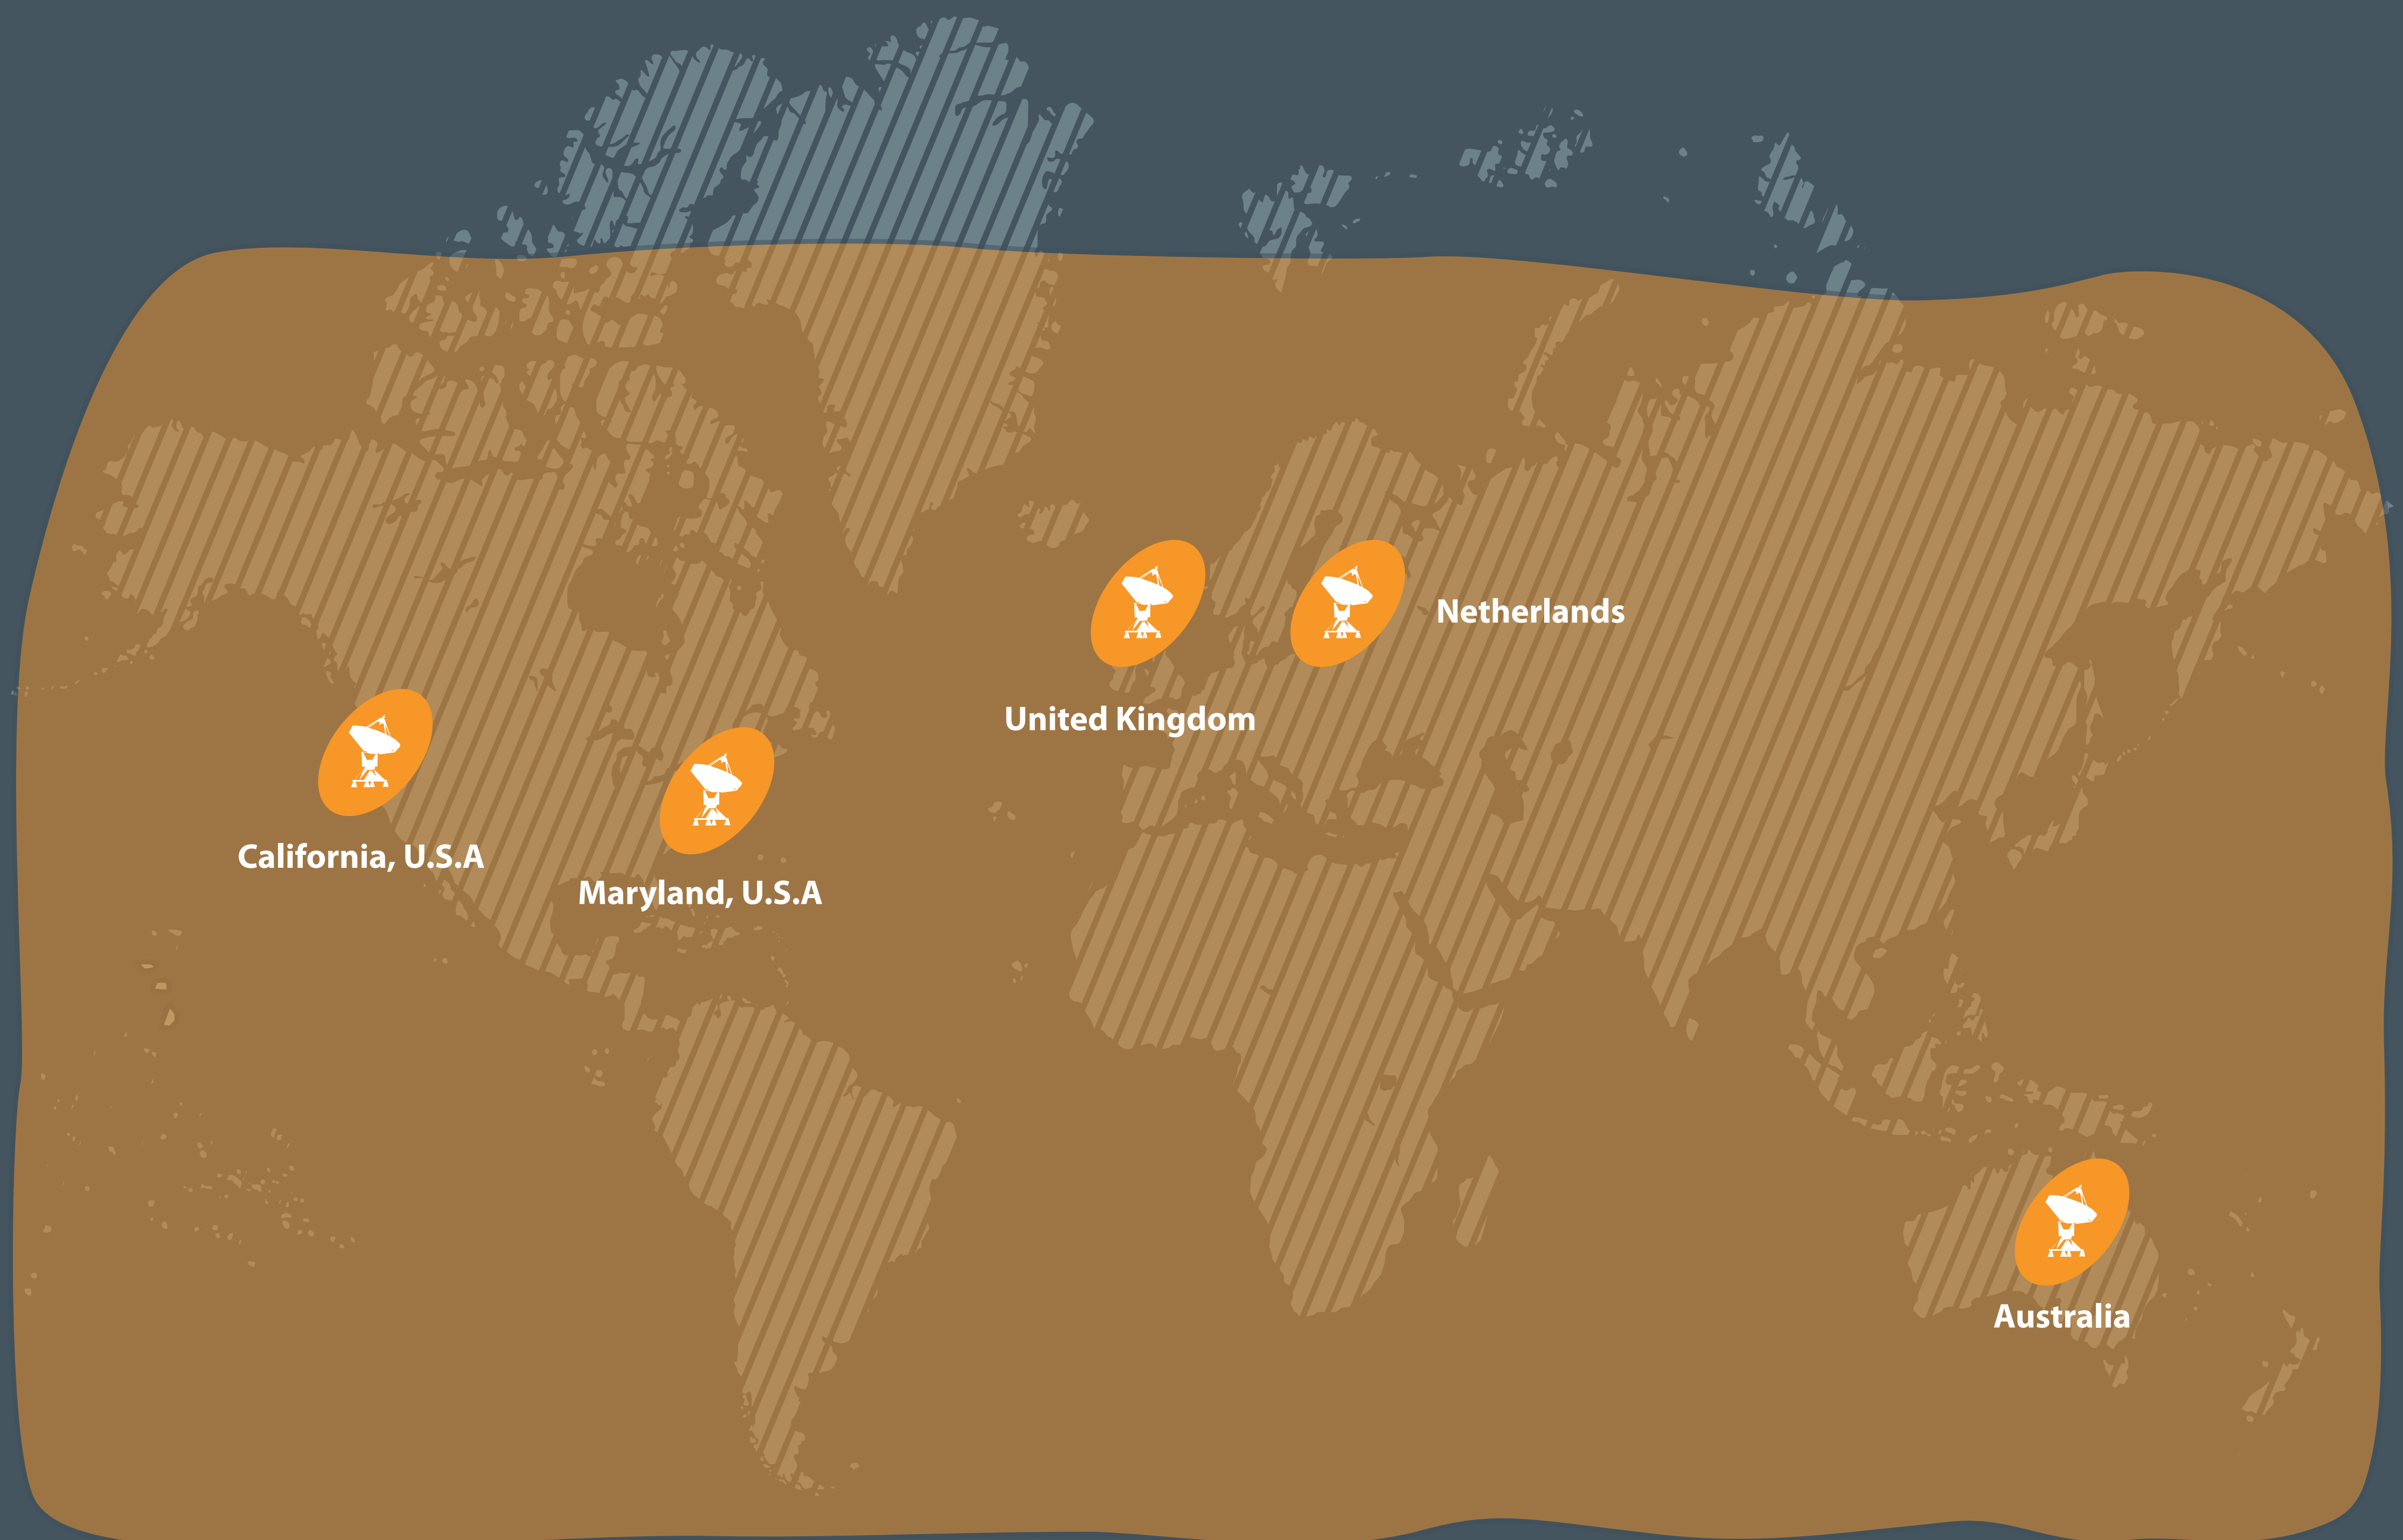 Netherlands
United Kingdom
California, U.S.A
Maryland, U.S.A
Australia